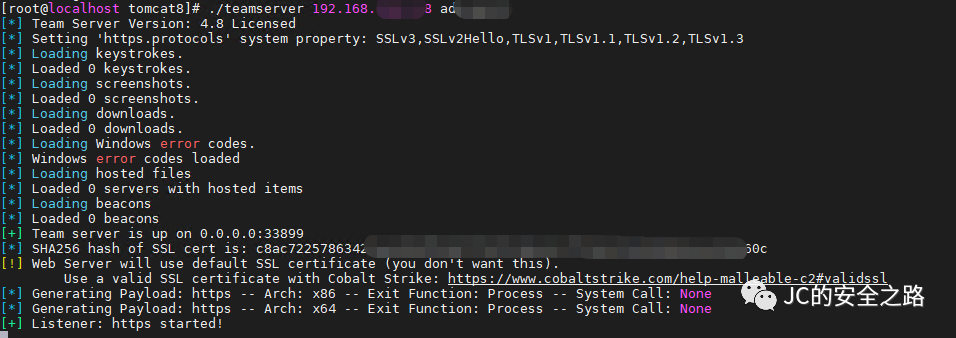 [root@localhost tomcat8]# ./teamserver 192.168. 8 ad
[*] Team Server Version: 4.8 Licensed
[*] Setting 'https.protocols' system property: SSLv3,SSLv2Hello,TLSv1,TLSv1.1,TLSv1.2,TLSv1.3
[*] Loading keystrokes.
[*] Loaded 0 keystrokes.
[*] Loading screenshots.
[*] Loaded 0 screenshots.
[*] Loading downloads.
[*] Loaded 0 downloads.
[*] Loading Windows error codes.
[*] Windows error codes loaded
[*] Loading hosted files
[*] Loaded 0 servers with hosted items
[*] Loading beacons
[*] Loaded 0 beacons
[+] Team server is up on 0.0.0.0:33899
[*] SHA256 hash of SSL cert is: c8ac7225786342 60c
[!] Web Server will use default SSL certificate (you don't want this).
Use a valid SSL certificate with Cobalt Strike: https://www.cobaltstrike.com/help-malleable-c2#validssl
[*] Generating Payload: https -- Arch: x86 -- Exit Function: Process -- System Call: None
[*] Generating Payload: https -- Arch: x64 -- Exit Function: Process -- System Call: None
[+] Listener: https started!
JC的安全之路